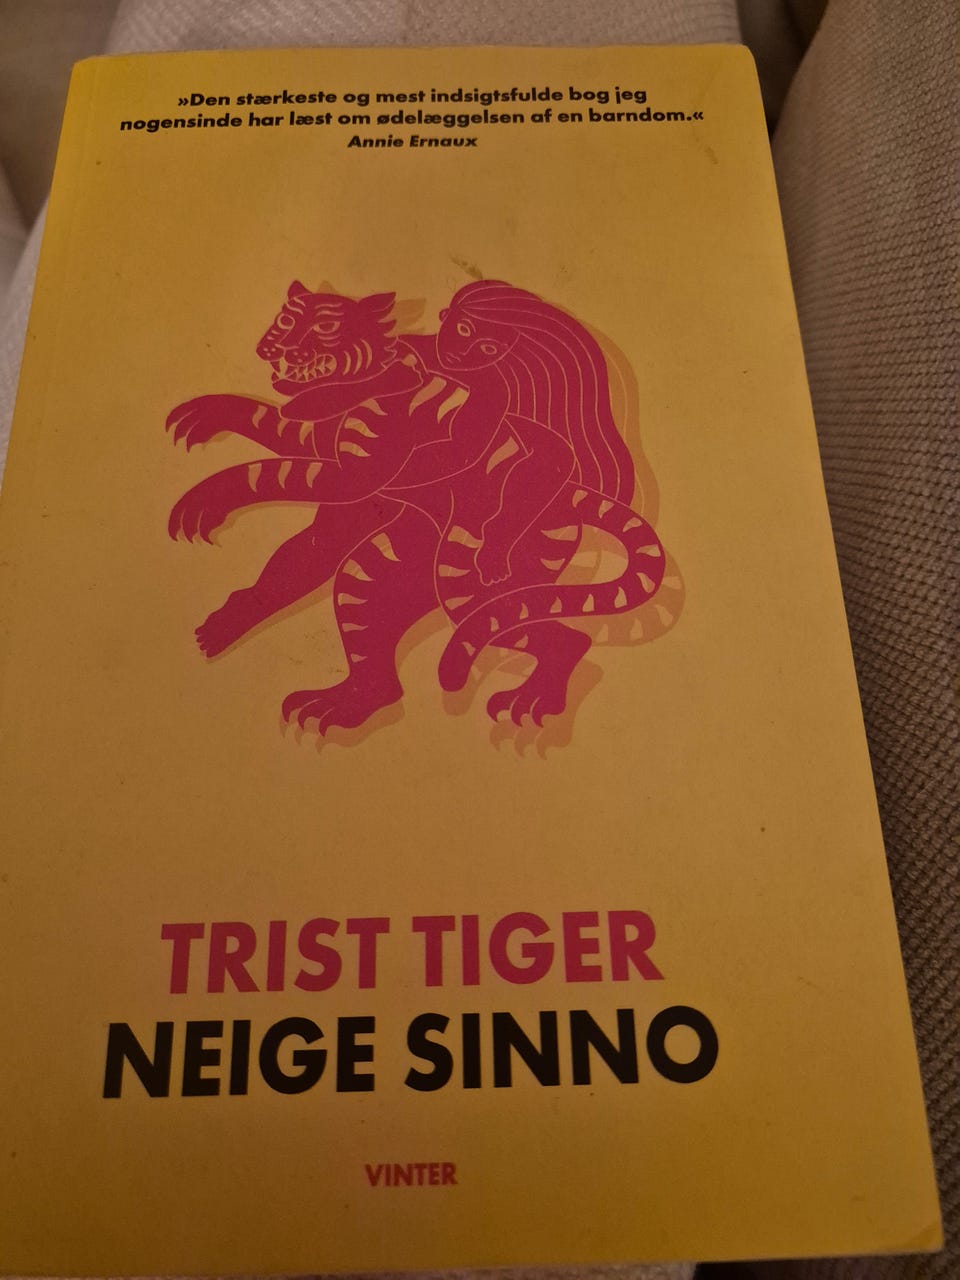 »Den stærkeste og mest indsigtsfulde bog jeg
nogensinde har læst om ødelæggelsen af en barndom.«
Annie Ernaux
TRIST TIGER
NEIGE SINNO
VINTER